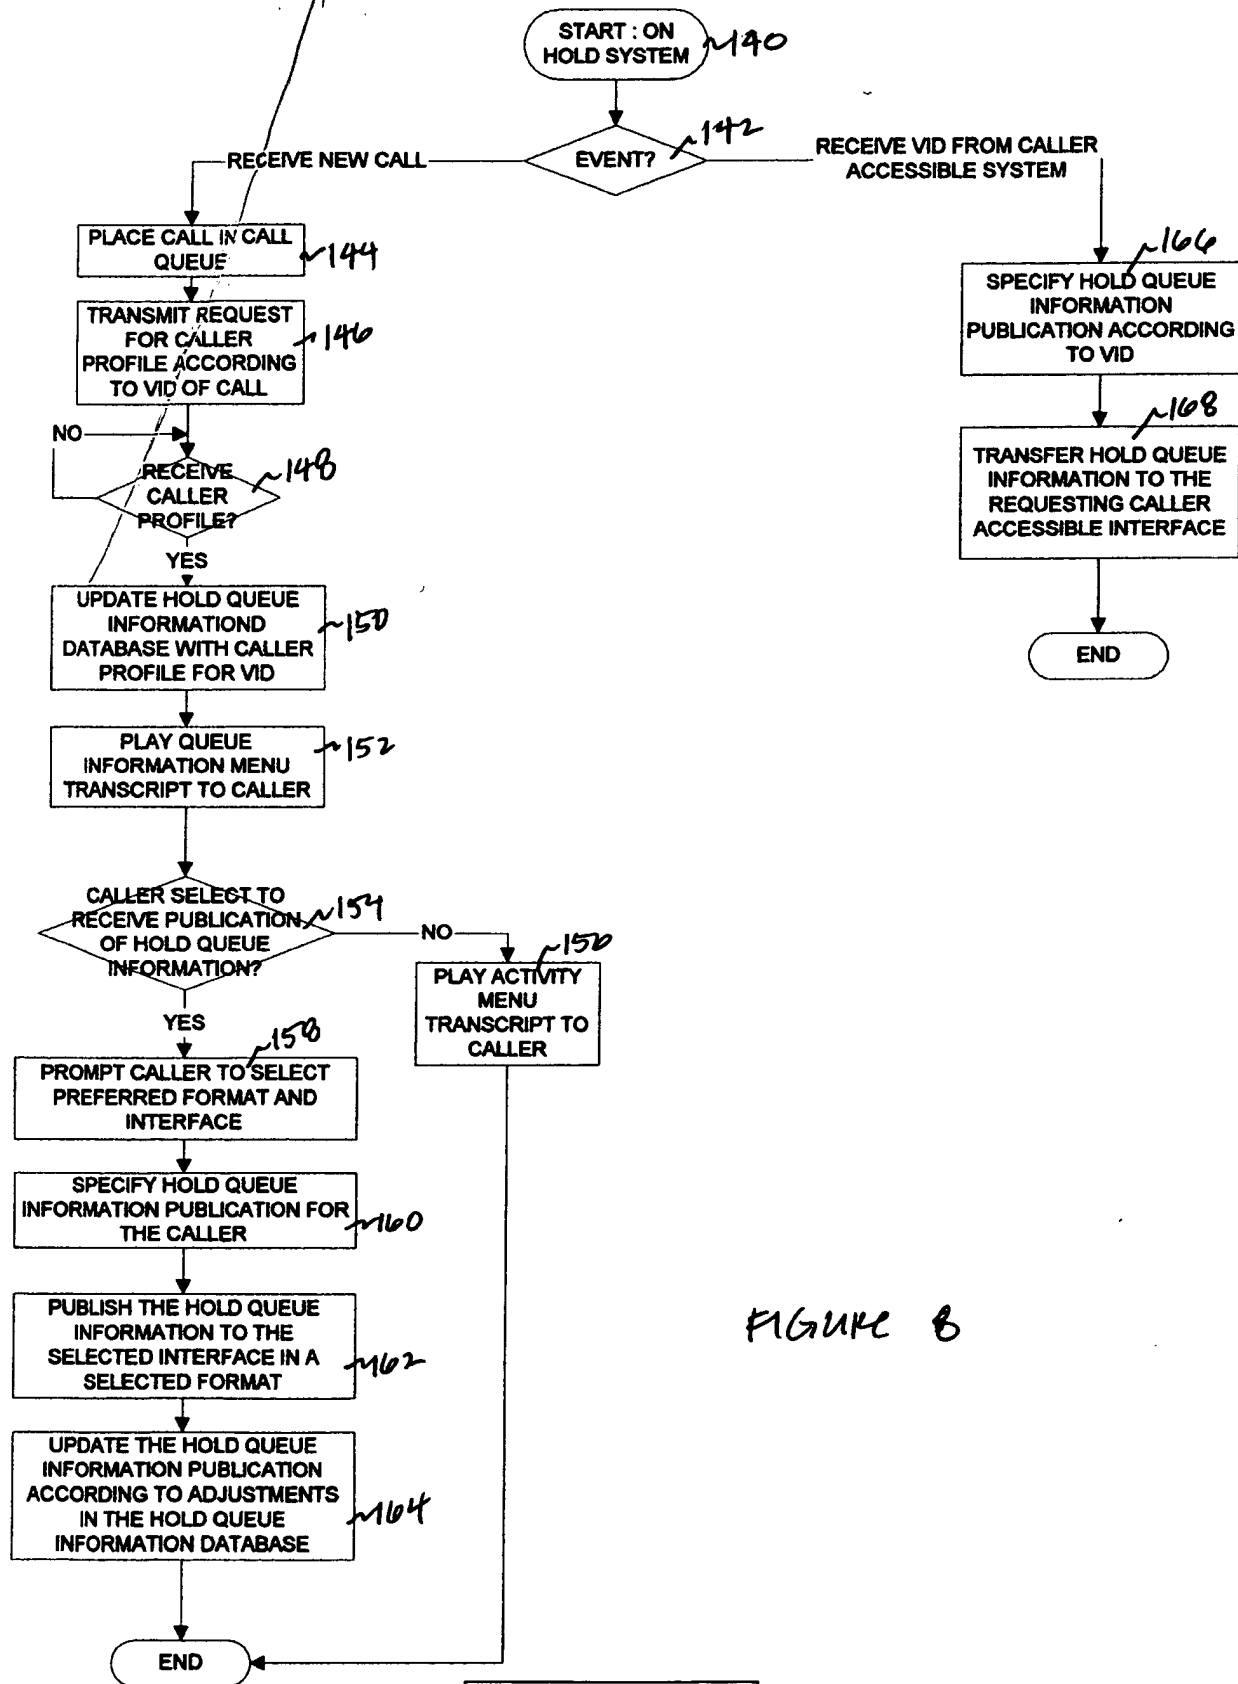 START : ON
HOLD SYSTEM
140
EVENT?
142
RECEIVE NEW CALL
RECEIVE VID FROM CALLER
ACCESSIBLE SYSTEM
PLACE CALL IN CALL
QUEUE
144
TRANSMIT REQUEST
FOR CALLER
PROFILE ACCORDING
TO VID OF CALL
146
NO
RECEIVE
CALLER
PROFILE?
148
YES
UPDATE HOLD QUEUE
INFORMATIOND
DATABASE WITH CALLER
PROFILE FOR VID
150
PLAY QUEUE
INFORMATION MENU
TRANSCRIPT TO CALLER
152
CALLER SELECT TO
RECEIVE PUBLICATION
OF HOLD QUEUE
INFORMATION?
154
NO
156
PLAY ACTIVITY
MENU
TRANSCRIPT TO
CALLER
YES
158
PROMPT CALLER TO SELECT
PREFERRED FORMAT AND
INTERFACE
SPECIFY HOLD QUEUE
INFORMATION PUBLICATION FOR
THE CALLER
160
PUBLISH THE HOLD QUEUE
INFORMATION TO THE
SELECTED INTERFACE IN A
SELECTED FORMAT
162
UPDATE THE HOLD QUEUE
INFORMATION PUBLICATION
ACCORDING TO ADJUSTMENTS
IN THE HOLD QUEUE
INFORMATION DATABASE
164
END
166
SPECIFY HOLD QUEUE
INFORMATION
PUBLICATION ACCORDING
TO VID
168
TRANSFER HOLD QUEUE
INFORMATION TO THE
REQUESTING CALLER
ACCESSIBLE INTERFACE
END
FIGURE 8